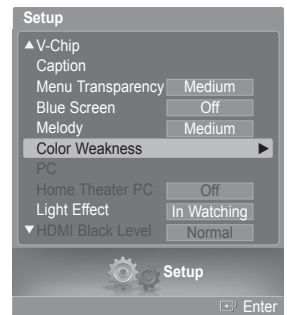 Setup
▲V-Chip
Caption
Menu Transparency Medium
Blue Screen Off
Melody Medium
Color Weakness ►
PC
Home Theater PC Off
Light Effect In Watching
▼HDMI Black Level Normal
Setup
Enter